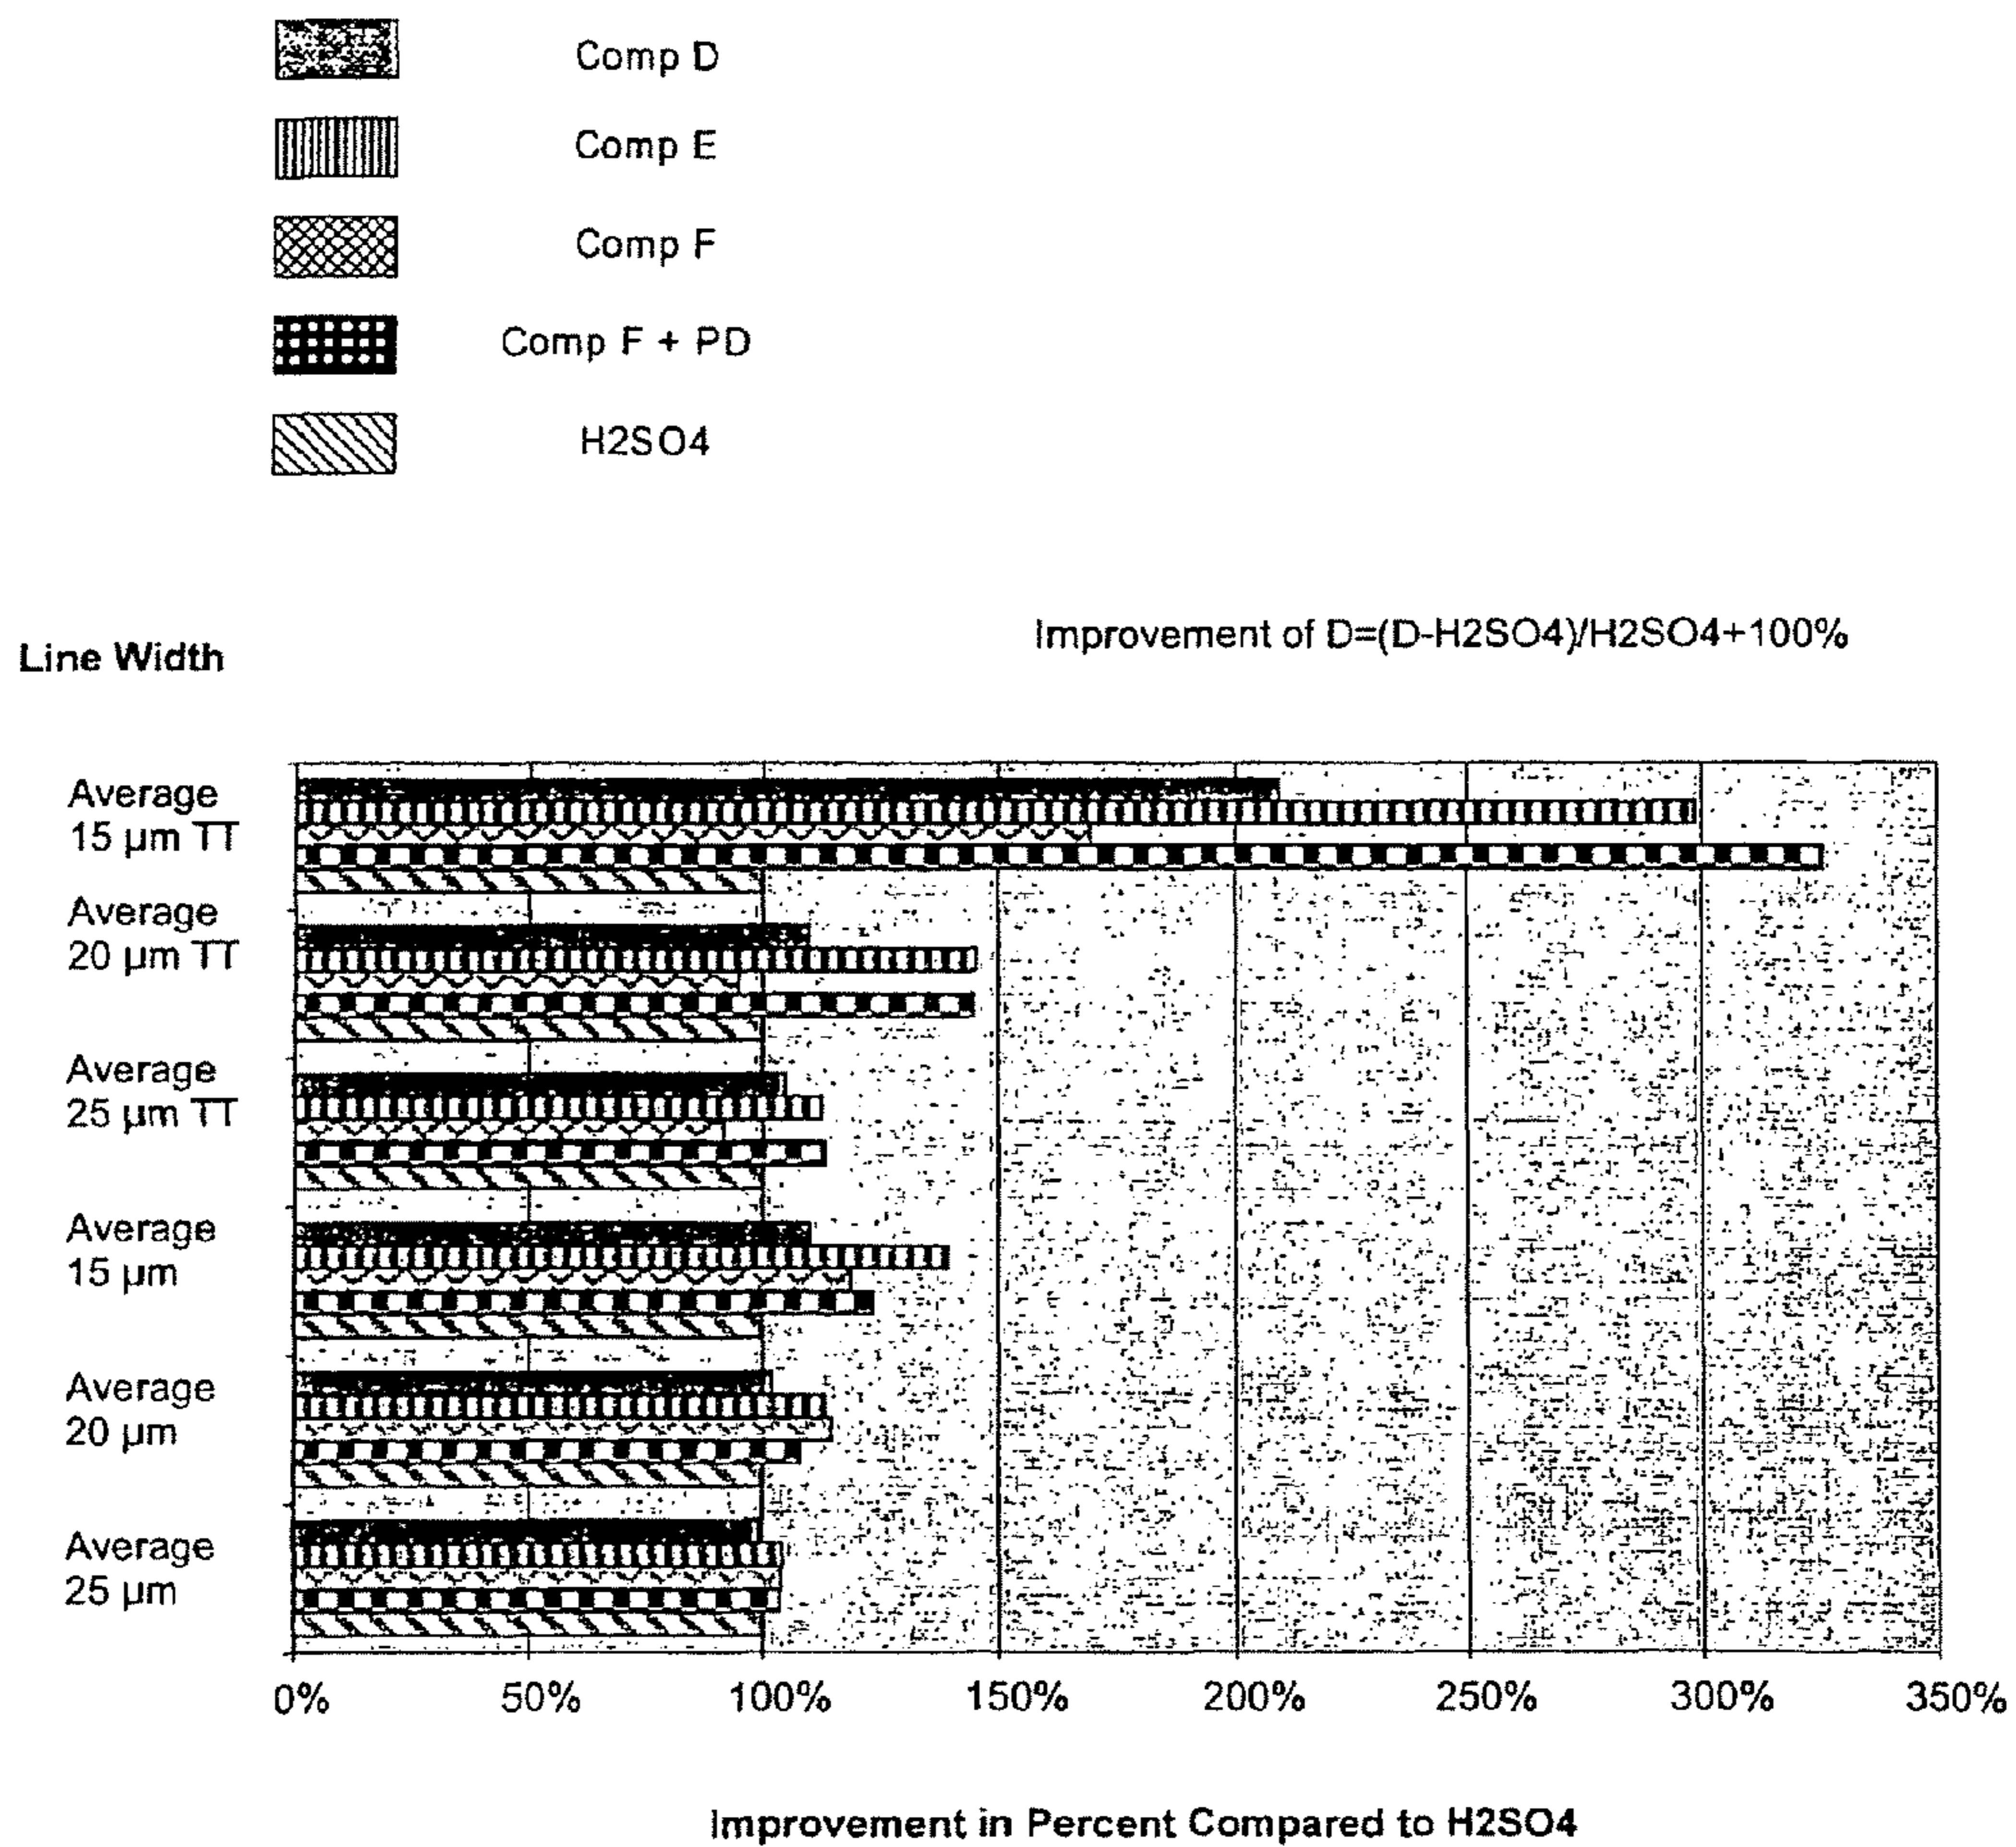 Comp D
Comp E
Comp F
Comp F + PD
H2SO4
Improvement of D=(D-H2SO4)/H2SO4+100%
Line Width
Average
15 µm TT
Average
20 µm TT
Average
25 µm TT
Average
15 µm
Average
20 µm
Average
25 µm
0% 50% 100% 150% 200% 250% 300% 350%
Improvement in Percent Compared to H2SO4